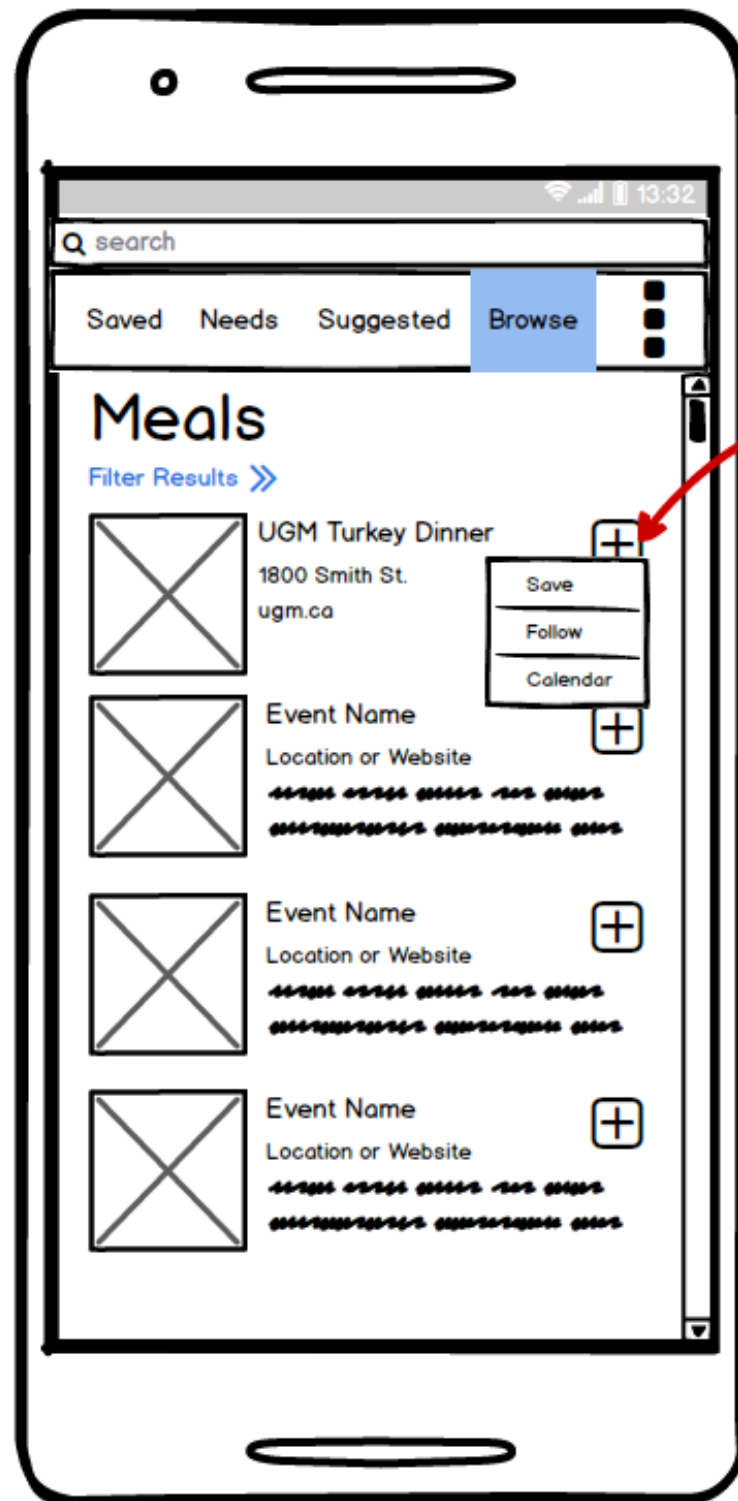 13:32
search
Saved Needs Suggested Browse
Meals
Filter Results
UGM Turkey Dinner
1800 Smith St.
ugm.ca
Save
Follow
Calendar
Event Name
Location or Website
Event Name
Location or Website
Event Name
Location or Website